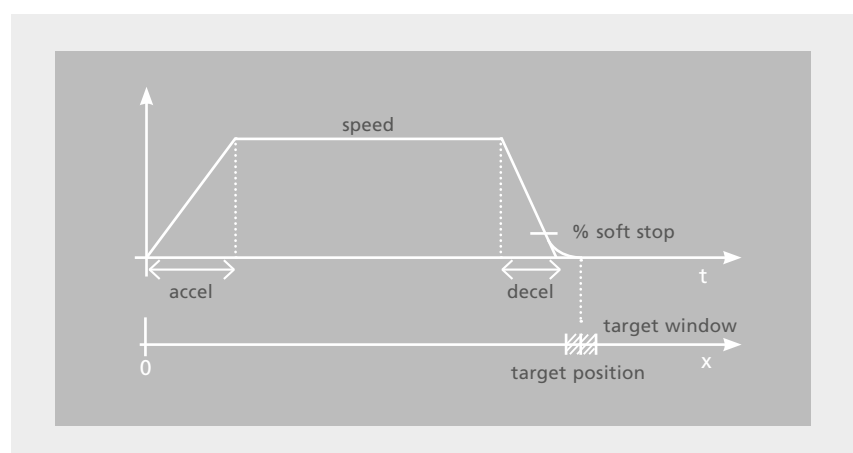 speed
% soft stop
t
accel
decel
target window
x
0
target position